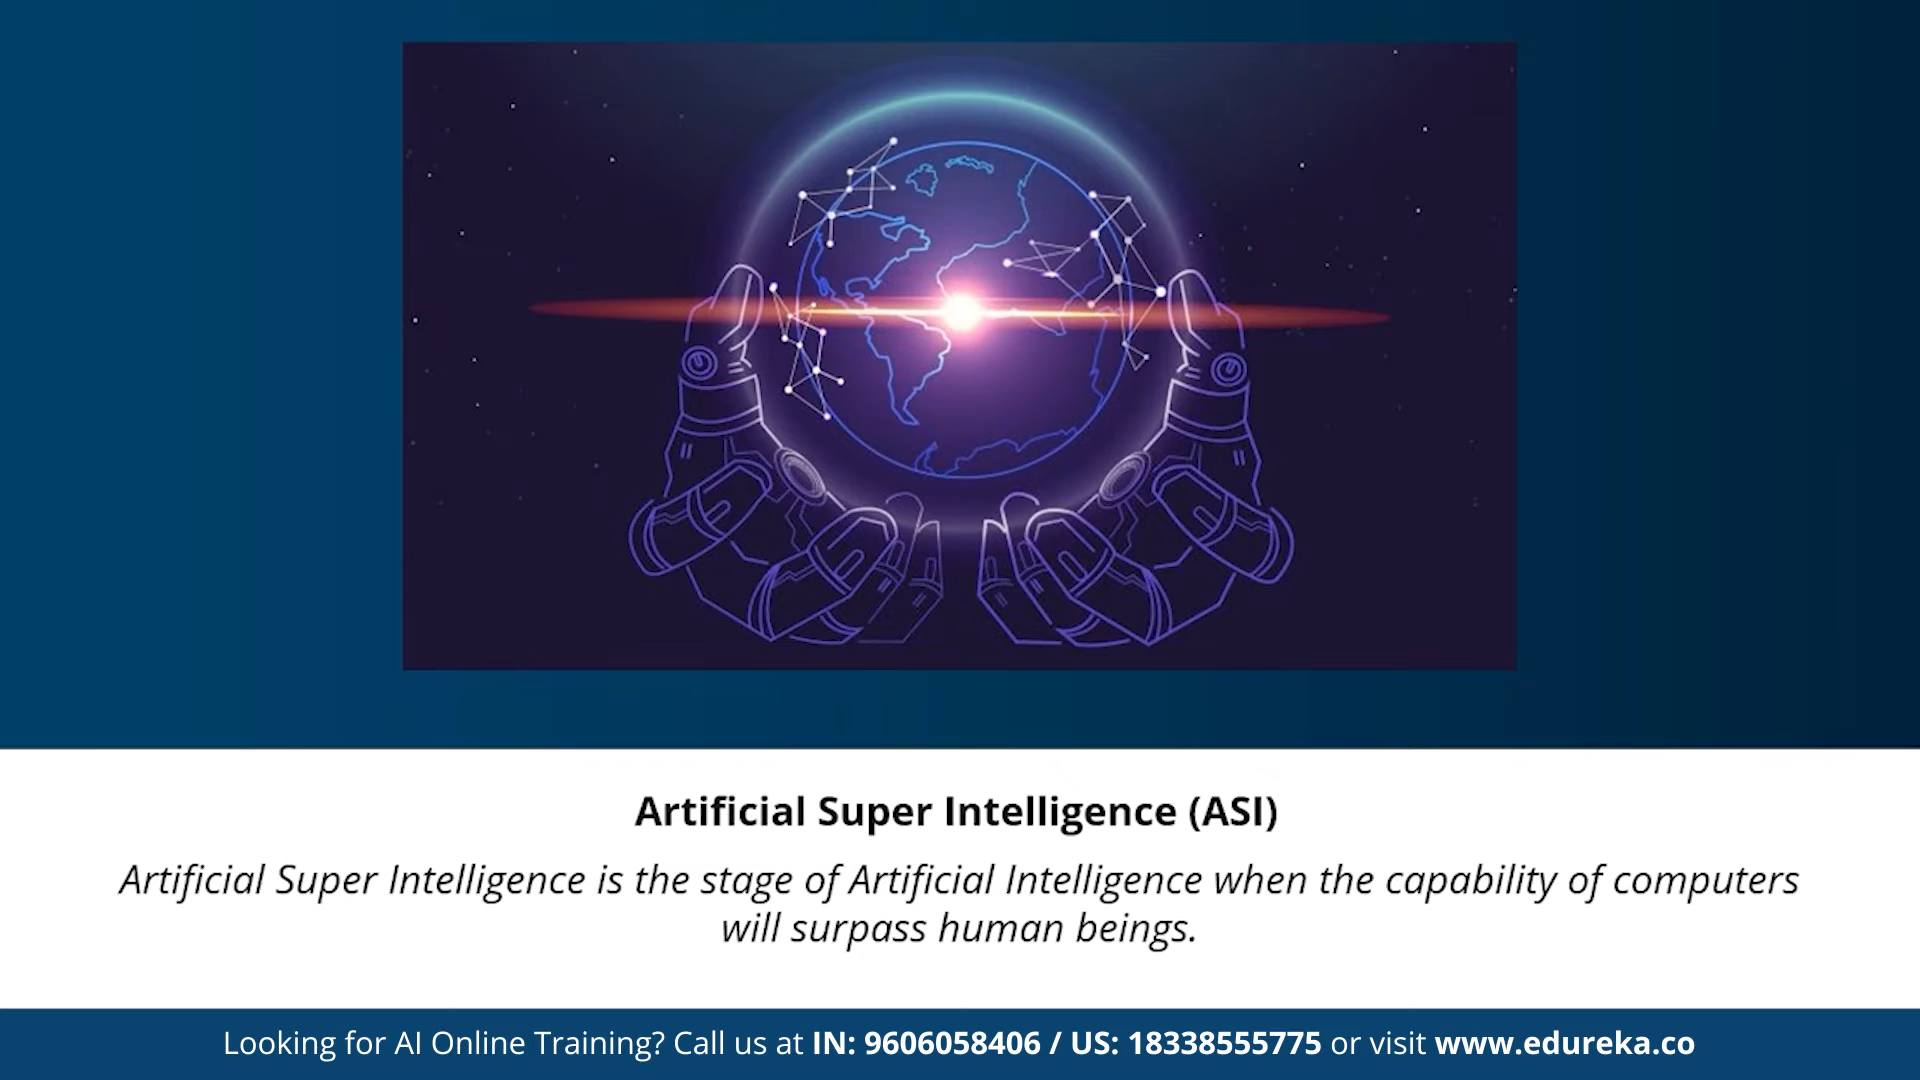 Artificial Super Intelligence (ASI)
Artificial Super Intelligence is the stage of Artificial Intelligence when the capability of computers
will surpass human beings.
Looking for AI Online Training? Call us at IN: 9606058406 / US: 18338555775 or visit www.edureka.co